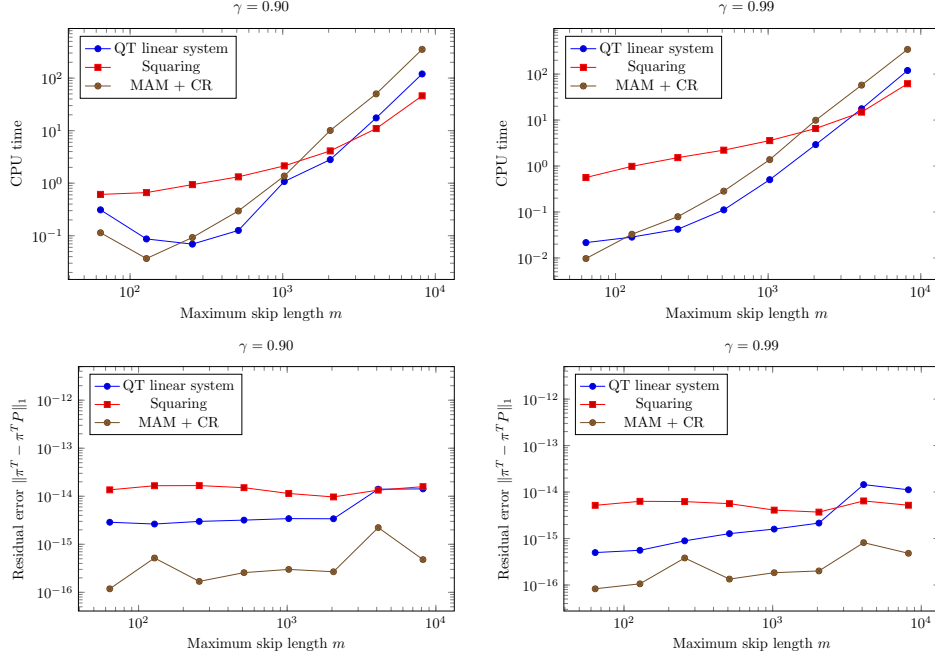 γ = 0.90
QT linear system
Squaring
MAM + CR
10^2
10^1
10^0
10^−1
CPU time
10^2 10^3 10^4
Maximum skip length m
γ = 0.99
QT linear system
Squaring
MAM + CR
10^2
10^1
10^0
10^−1
10^−2
CPU time
10^2 10^3 10^4
Maximum skip length m
γ = 0.90
QT linear system
Squaring
MAM + CR
10^−12
10^−13
10^−14
10^−15
10^−16
Residual error ∥π^T − π^T P∥_1
10^2 10^3 10^4
Maximum skip length m
γ = 0.99
QT linear system
Squaring
MAM + CR
10^−12
10^−13
10^−14
10^−15
10^−16
Residual error ∥π^T − π^T P∥_1
10^2 10^3 10^4
Maximum skip length m